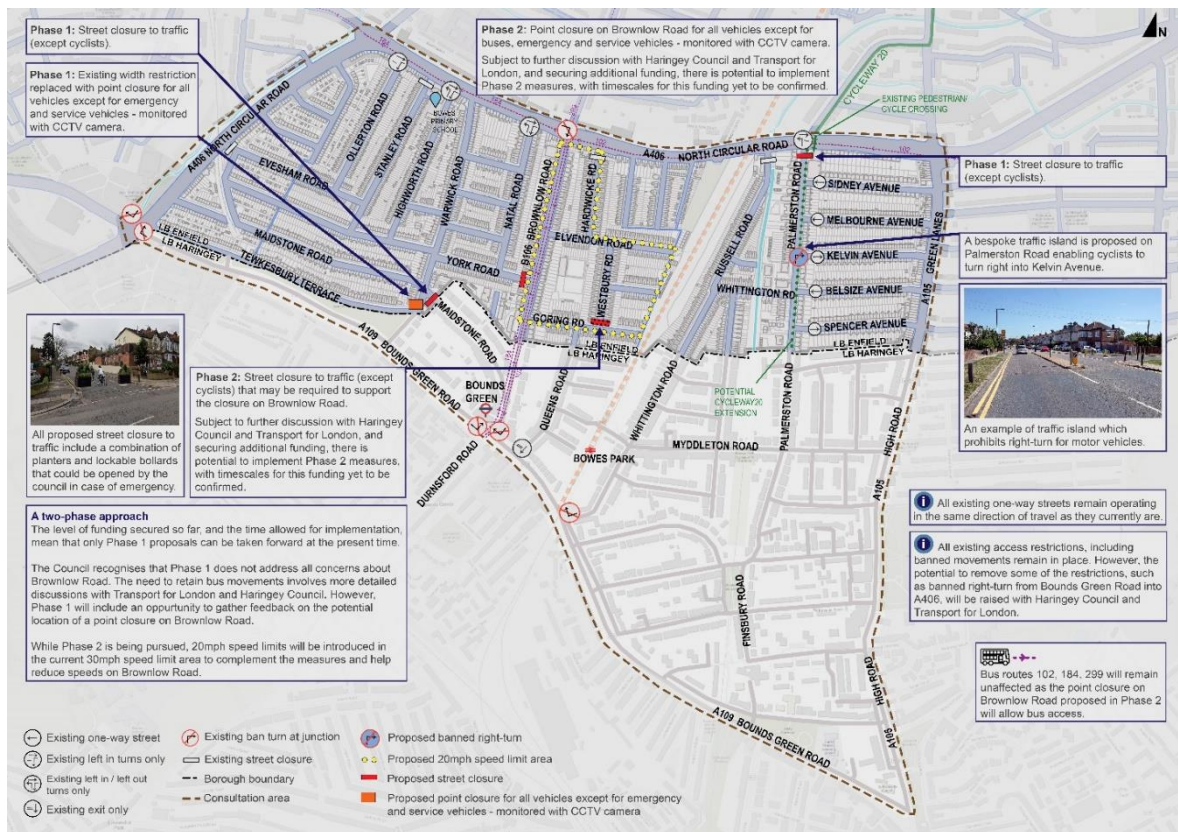 Phase 1: Street closure to traffic
(except cyclists).
Phase 1: Existing width restriction
replaced with point closure for all
vehicles except for emergency
and service vehicles - monitored
with CCTV camera.
Phase 2: Point closure on Brownlow Road for all vehicles except for
buses, emergency and service vehicles - monitored with CCTV camera.
Subject to further discussion with Haringey Council and Transport for
London, and securing additional funding, there is potential to implement
Phase 2 measures, with timescales for this funding yet to be confirmed.
N
CYCLEWAY 20
EXISTING PEDESTRIAN/
CYCLE CROSSING
A406 NORTH CIRCULAR ROAD
OLLERTON ROAD
STANLEY ROAD
BOWES
PRIMARY
SCHOOL
EVESHAM ROAD
HIGHWORTH ROAD
WARWICK ROAD
NATAL ROAD
B106 BROWNLOW ROAD
HARDWICKE RD
A406 NORTH CIRCULAR ROAD
ELVENDON ROAD
WESTBURY RD
RUSSELL ROAD
PALMERSTON ROAD
SIDNEY AVENUE
MELBOURNE AVENUE
KELVIN AVENUE
BELSIZE AVENUE
SPENCER AVENUE
A105 GREEN LANES
WHITTINGTON RD
MAIDSTONE ROAD
YORK ROAD
TEWKESBURY TERRACE
LB ENFIELD
LB HARINGEY
GORING RD
LB ENFIELD
LB HARINGEY
LB ENFIELD
LB HARINGEY
MAIDSTONE ROAD
A109 BOUNDS GREEN ROAD
BOUNDS
GREEN
QUEENS ROAD
WHITTINGTON ROAD
POTENTIAL
CYCLEWAY20
EXTENSION
PALMERSTON ROAD
MYDDLETON ROAD
BOWES PARK
DURNSFORD ROAD
HIGH ROAD
A105
FINSBURY ROAD
HIGH ROAD
A105
A109 BOUNDS GREEN ROAD
Phase 1: Street closure to traffic
(except cyclists).
A bespoke traffic island is proposed on
Palmerston Road enabling cyclists to
turn right into Kelvin Avenue.
An example of traffic island which
prohibits right-turn for motor vehicles.
All proposed street closure to
traffic include a combination of
planters and lockable bollards
that could be opened by the
council in case of emergency.
Phase 2: Street closure to traffic (except
cyclists) that may be required to support
the closure on Brownlow Road.
Subject to further discussion with Haringey
Council and Transport for London, and
securing additional funding, there is
potential to implement Phase 2 measures,
with timescales for this funding yet to be
confirmed.
A two-phase approach
The level of funding secured so far, and the time allowed for implementation,
mean that only Phase 1 proposals can be taken forward at the present time.
The Council recognises that Phase 1 does not address all concerns about
Brownlow Road. The need to retain bus movements involves more detailed
discussions with Transport for London and Haringey Council. However,
Phase 1 will include an opportunity to gather feedback on the potential
location of a point closure on Brownlow Road.
While Phase 2 is being pursued, 20mph speed limits will be introduced in
the current 30mph speed limit area to complement the measures and help
reduce speeds on Brownlow Road.
All existing one-way streets remain operating
in the same direction of travel as they currently are.
All existing access restrictions, including
banned movements remain in place. However, the
potential to remove some of the restrictions, such
as banned right-turn from Bounds Green Road into
A406, will be raised with Haringey Council and
Transport for London.
Bus routes 102, 184, 299 will remain
unaffected as the point closure on
Brownlow Road proposed in Phase 2
will allow bus access.
Existing one-way street
Existing left in turns only
Existing left in / left out
turns only
Existing exit only
Existing ban turn at junction
Existing street closure
Borough boundary
Consultation area
Proposed banned right-turn
Proposed 20mph speed limit area
Proposed street closure
Proposed point closure for all vehicles except for emergency
and service vehicles - monitored with CCTV camera